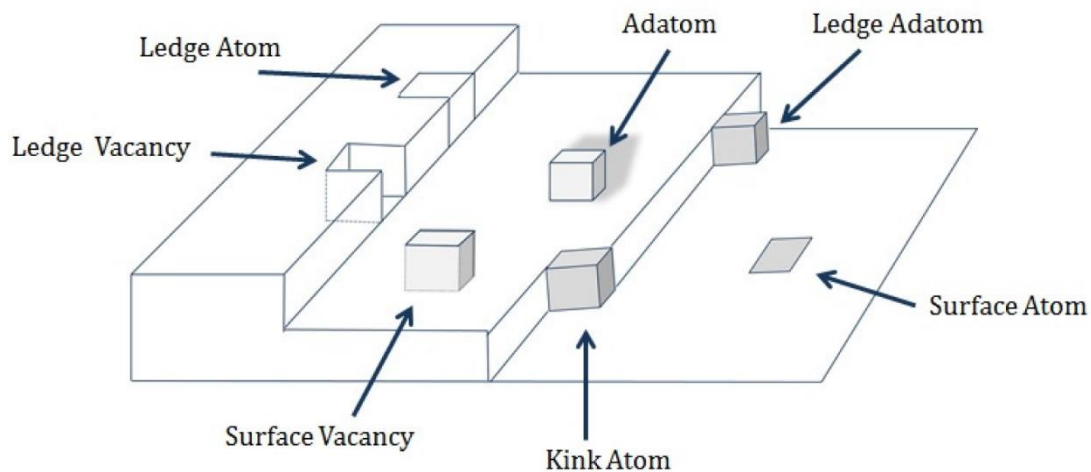 Ledge Atom
Adatom
Ledge Adatom
Ledge Vacancy
Surface Atom
Surface Vacancy
Kink Atom